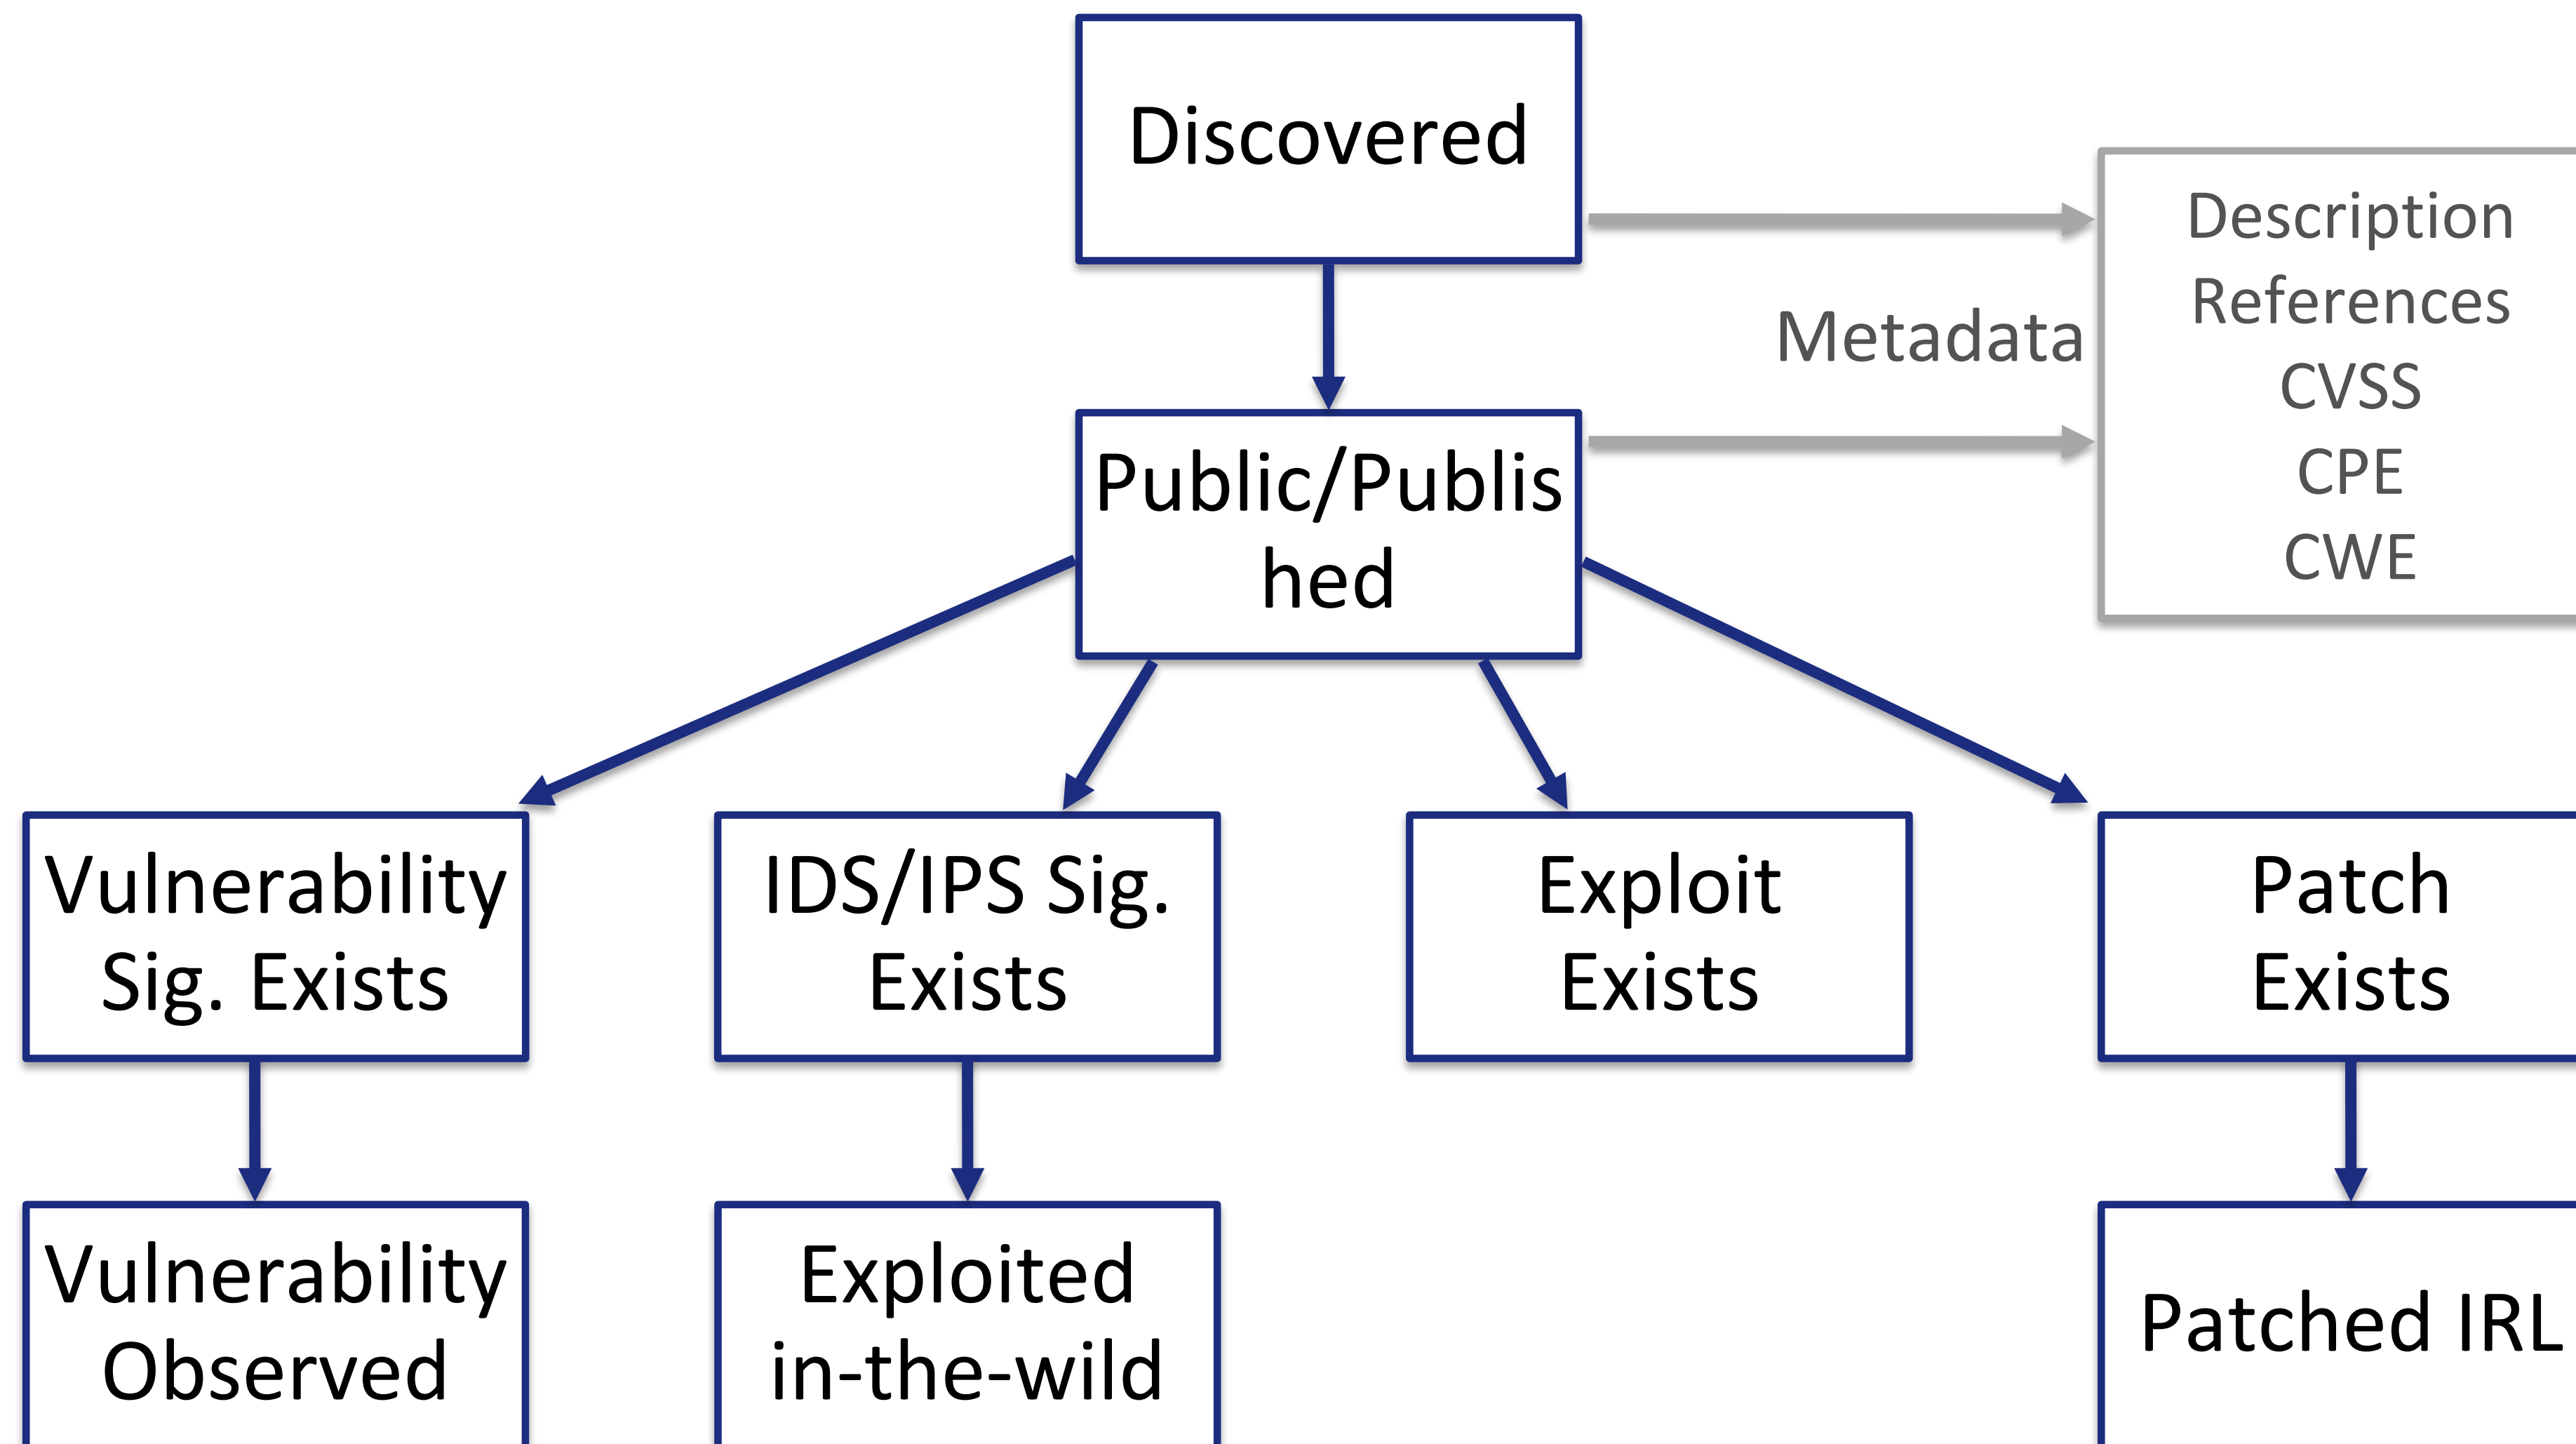 Discovered
Description
References
Metadata
CVSS
CPE
CWE
Public/Publis
hed
Vulnerability
Sig. Exists
IDS/IPS Sig.
Exists
Exploit
Exists
Patch
Exists
Vulnerability
Observed
Exploited
in-the-wild
Patched IRL